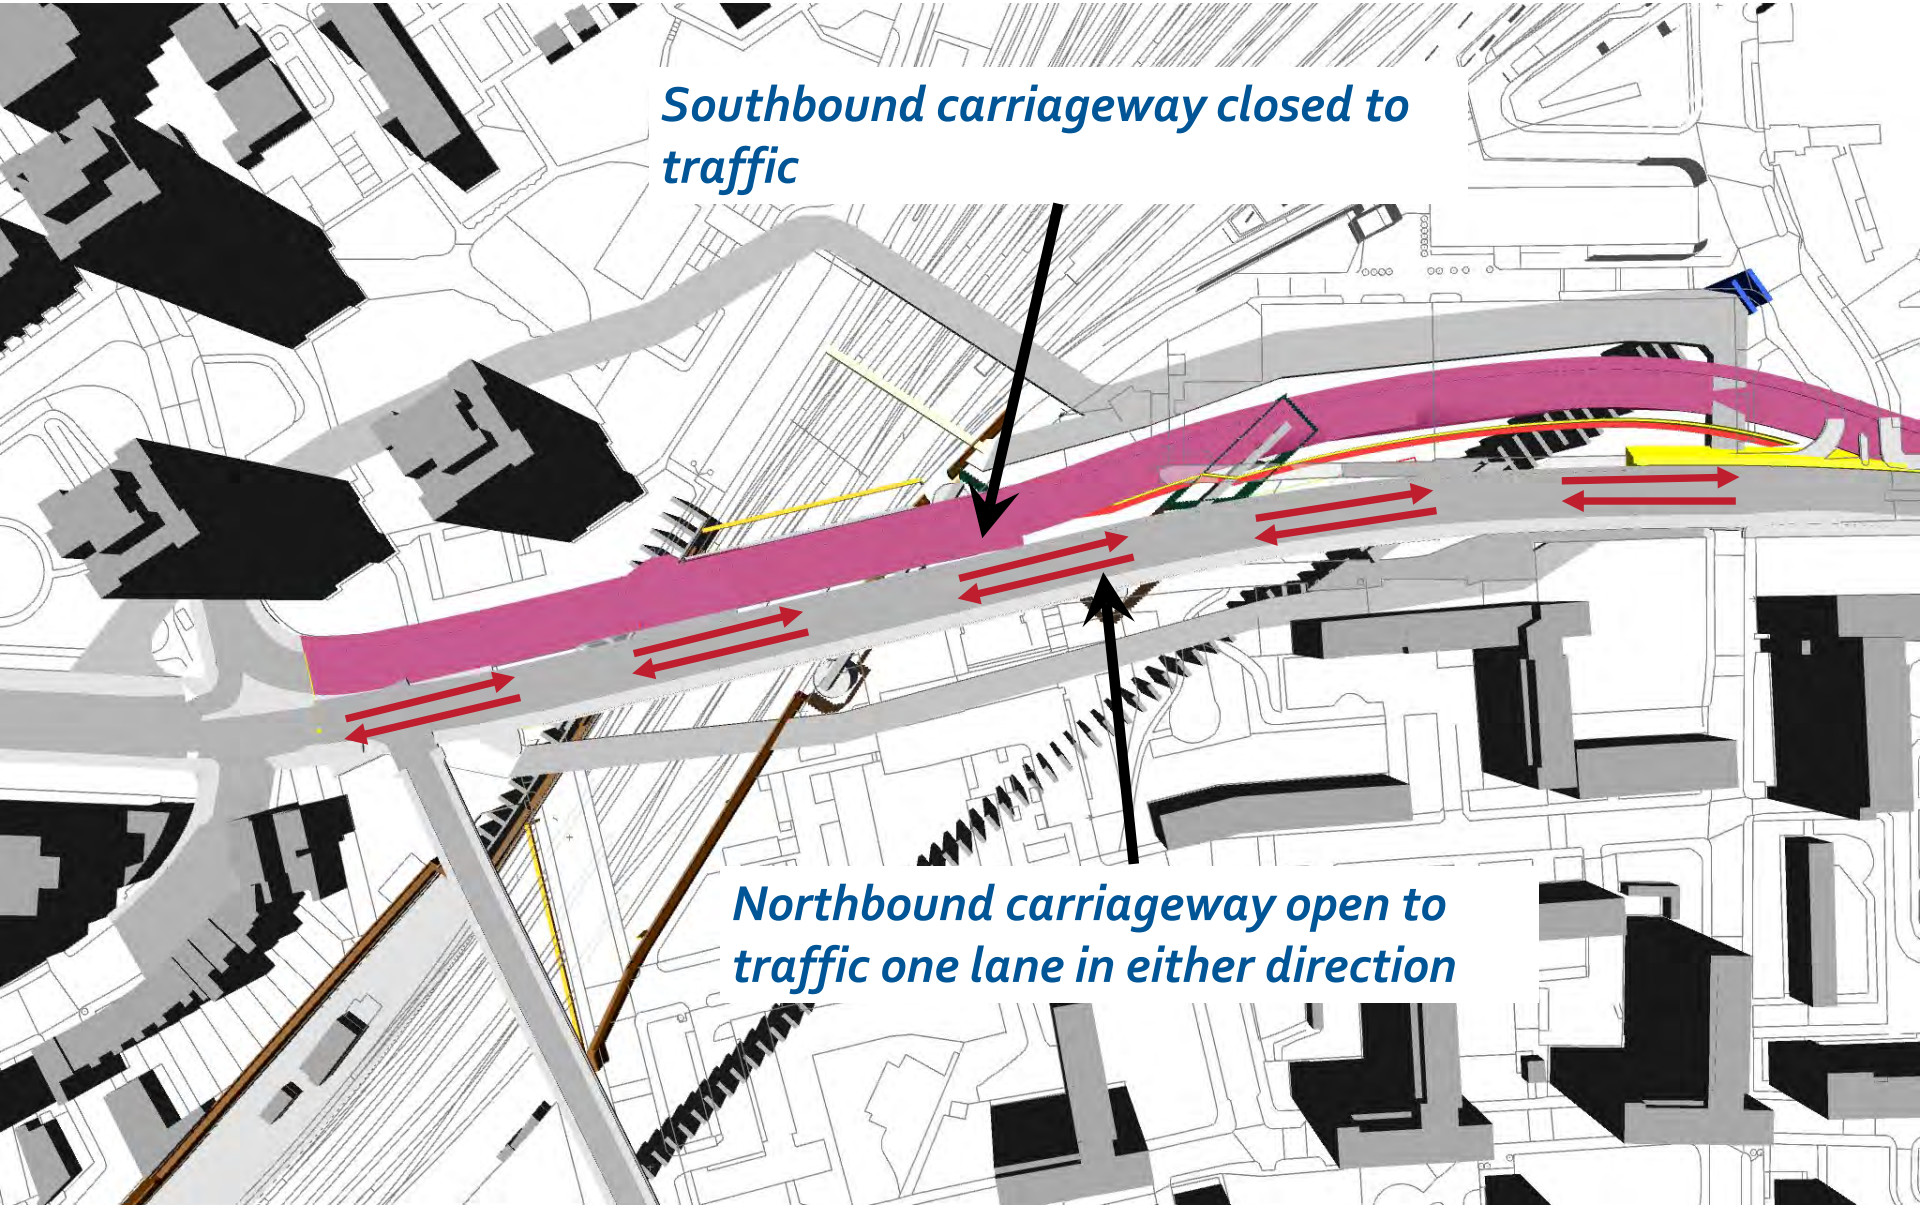 Southbound carriageway closed to
traffic
Northbound carriageway open to
traffic one lane in either direction